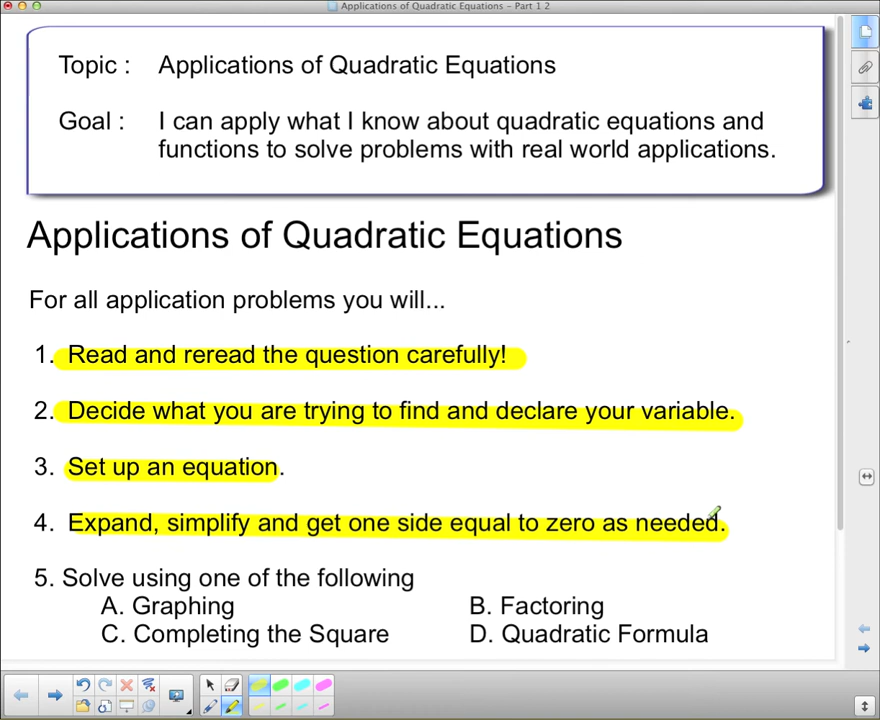 Applications of Quadratic Equations - Part 1 2
Topic : Applications of Quadratic Equations
Goal : I can apply what I know about quadratic equations and
functions to solve problems with real world applications.
Applications of Quadratic Equations
For all application problems you will...
1. Read and reread the question carefully!
2. Decide what you are trying to find and declare your variable.
3. Set up an equation.
4. Expand, simplify and get one side equal to zero as needed.
5. Solve using one of the following
A. Graphing B. Factoring
C. Completing the Square D. Quadratic Formula